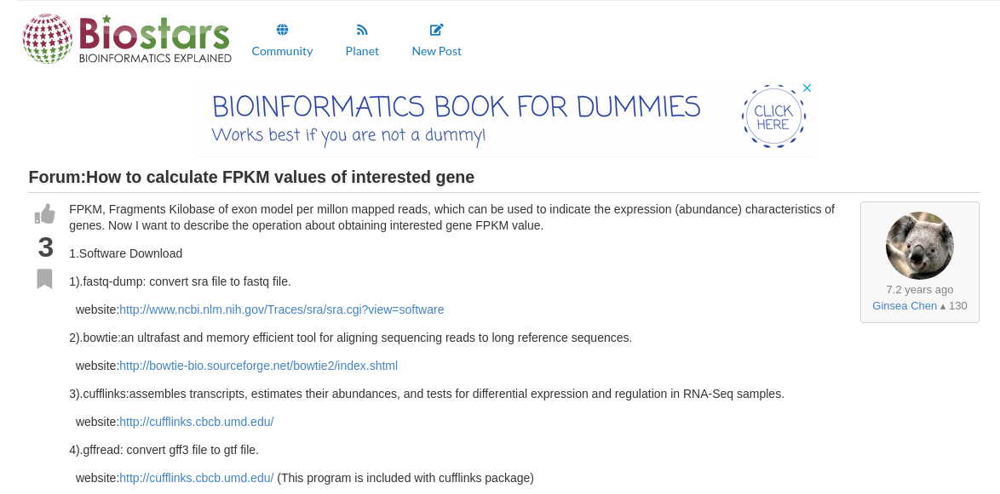 Biostars
BIOINFORMATICS EXPLAINED
Community
Planet
New Post
BIOINFORMATICS BOOK FOR DUMMIES
Works best if you are not a dummy!
CLICK
HERE
Forum:How to calculate FPKM values of interested gene
3
FPKM, Fragments Kilobase of exon model per millon mapped reads, which can be used to indicate the expression (abundance) characteristics of
genes. Now I want to describe the operation about obtaining interested gene FPKM value.
1.Software Download
1).fastq-dump: convert sra file to fastq file.
website:http://www.ncbi.nlm.nih.gov/Traces/sra/sra.cgi?view=software
2).bowtie:an ultrafast and memory efficient tool for aligning sequencing reads to long reference sequences.
website:http://bowtie-bio.sourceforge.net/bowtie2/index.shtml
3).cufflinks:assembles transcripts, estimates their abundances, and tests for differential expression and regulation in RNA-Seq samples.
website:http://cufflinks.cbcb.umd.edu/
4).gffread: convert gff3 file to gtf file.
website:http://cufflinks.cbcb.umd.edu/ (This program is included with cufflinks package)
7.2 years ago
Ginsea Chen ▴ 130